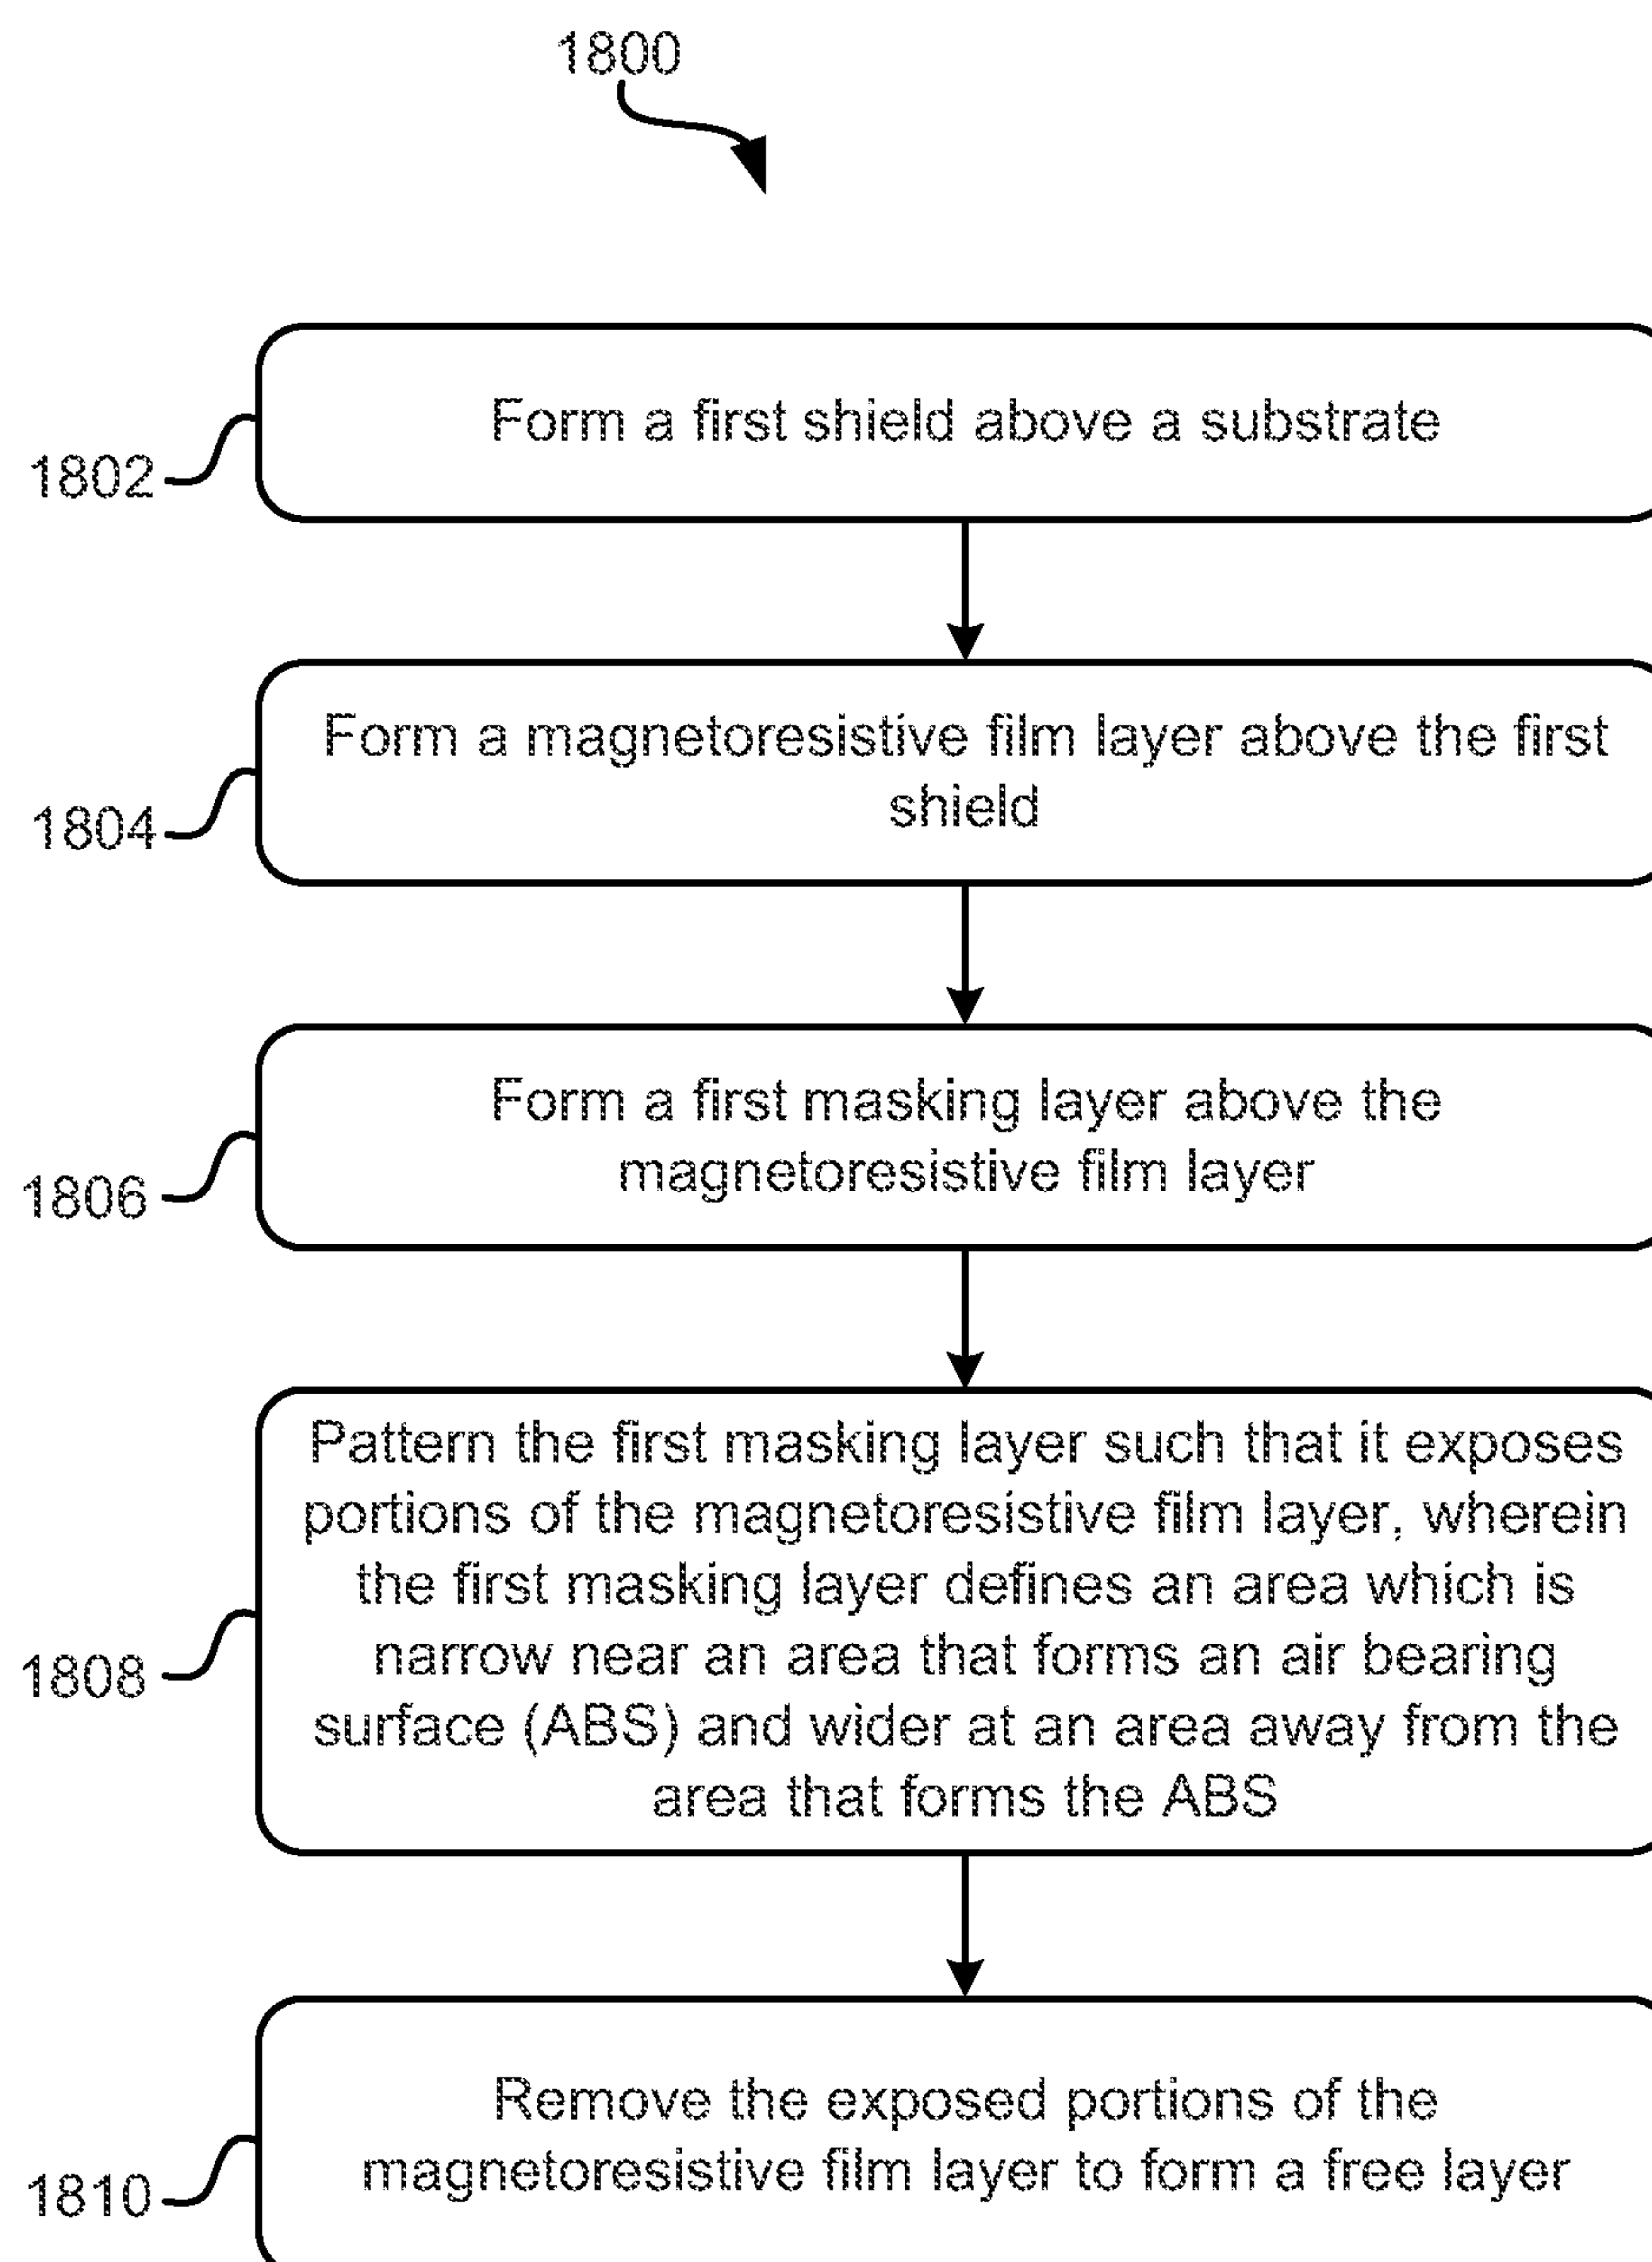 1800
Form a first shield above a substrate
1802
Form a magnetoresistive film layer above the first
shield
1804
Form a first masking layer above the
magnetoresistive film layer
1806
Pattern the first masking layer such that it exposes
portions of the magnetoresistive film layer, wherein
the first masking layer defines an area which is
narrow near an area that forms an air bearing
surface (ABS) and wider at an area away from the
area that forms the ABS
1808
Remove the exposed portions of the
magnetoresistive film layer to form a free layer
1810